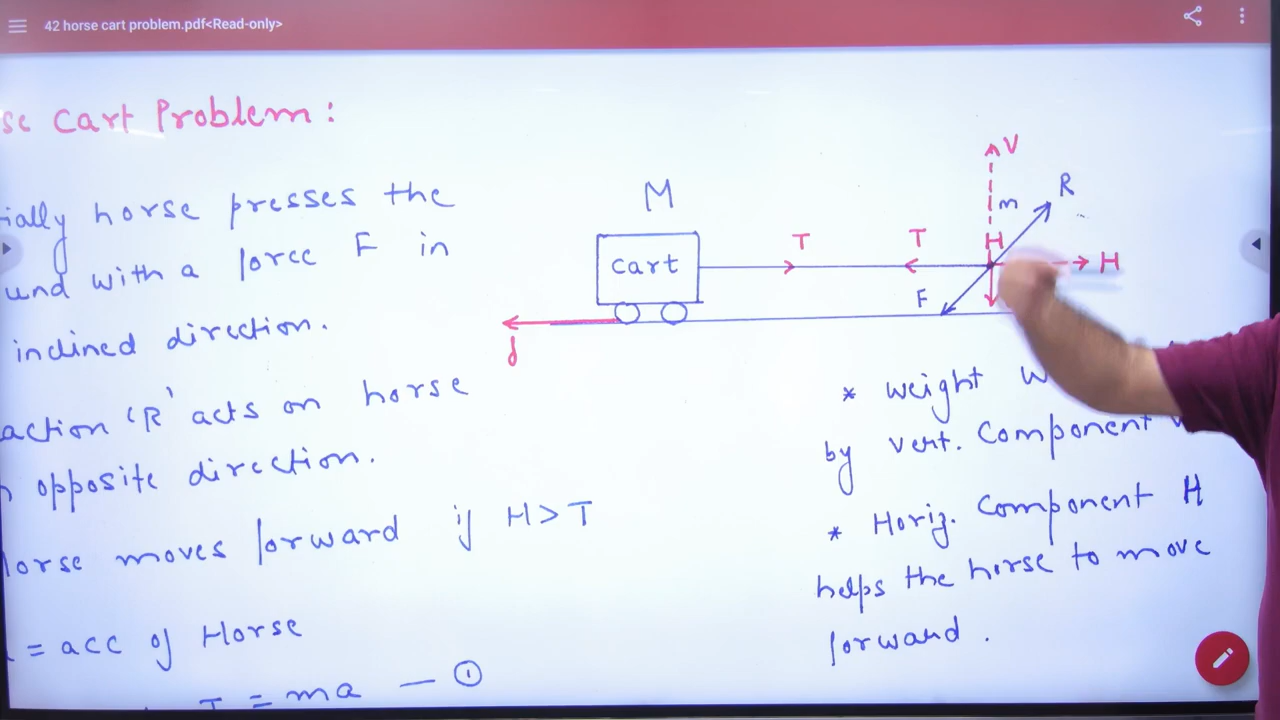 42 horse cart problem.pdf<Read-only>
Cart Problem :
horse presses the
with a force F in
inclined direction.
'R' acts on horse
opposite direction.
moves forward if H > T
= acc of Horse
T = ma — ①
M
Cart
T
T
V
m
R
H
H
F
f
* weight
by vert. Component
* Horiz. Component H
helps the horse to move
forward .